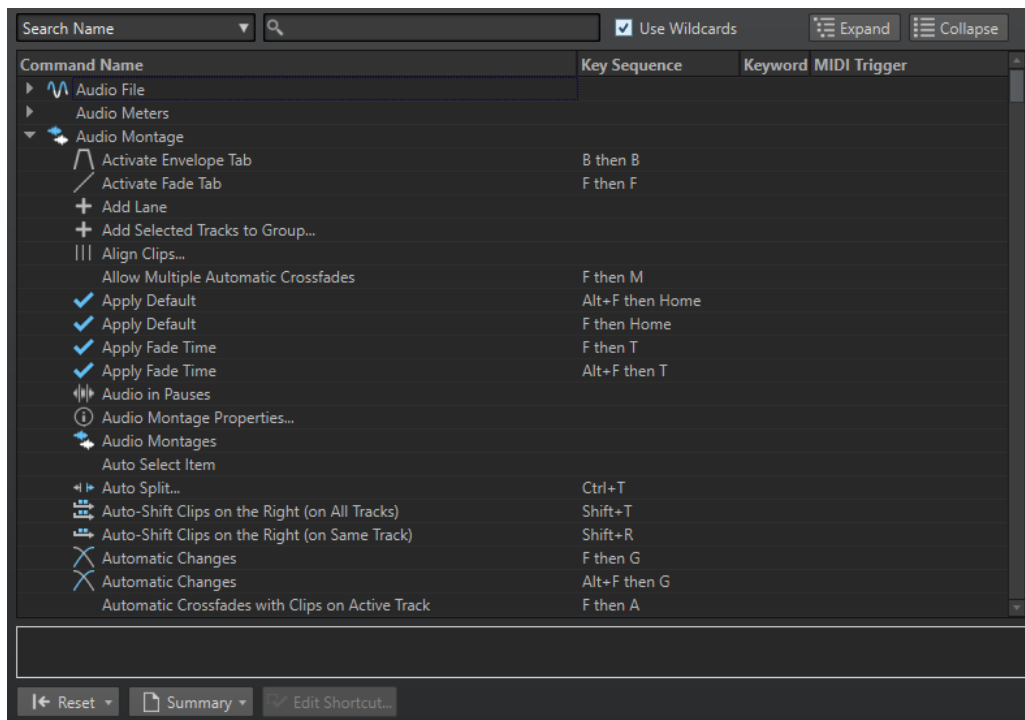 Search Name Use Wildcards Expand Collapse
Command Name Key Sequence Keyword MIDI Trigger
Audio File
Audio Meters
Audio Montage
Activate Envelope Tab B then B
Activate Fade Tab F then F
Add Lane
Add Selected Tracks to Group...
Align Clips...
Allow Multiple Automatic Crossfades F then M
Apply Default Alt+F then Home
Apply Default F then Home
Apply Fade Time F then T
Apply Fade Time Alt+F then T
Audio in Pauses
Audio Montage Properties...
Audio Montages
Auto Select Item
Auto Split... Ctrl+T
Auto-Shift Clips on the Right (on All Tracks) Shift+T
Auto-Shift Clips on the Right (on Same Track) Shift+R
Automatic Changes F then G
Automatic Changes Alt+F then G
Automatic Crossfades with Clips on Active Track F then A
Reset Summary Edit Shortcut...